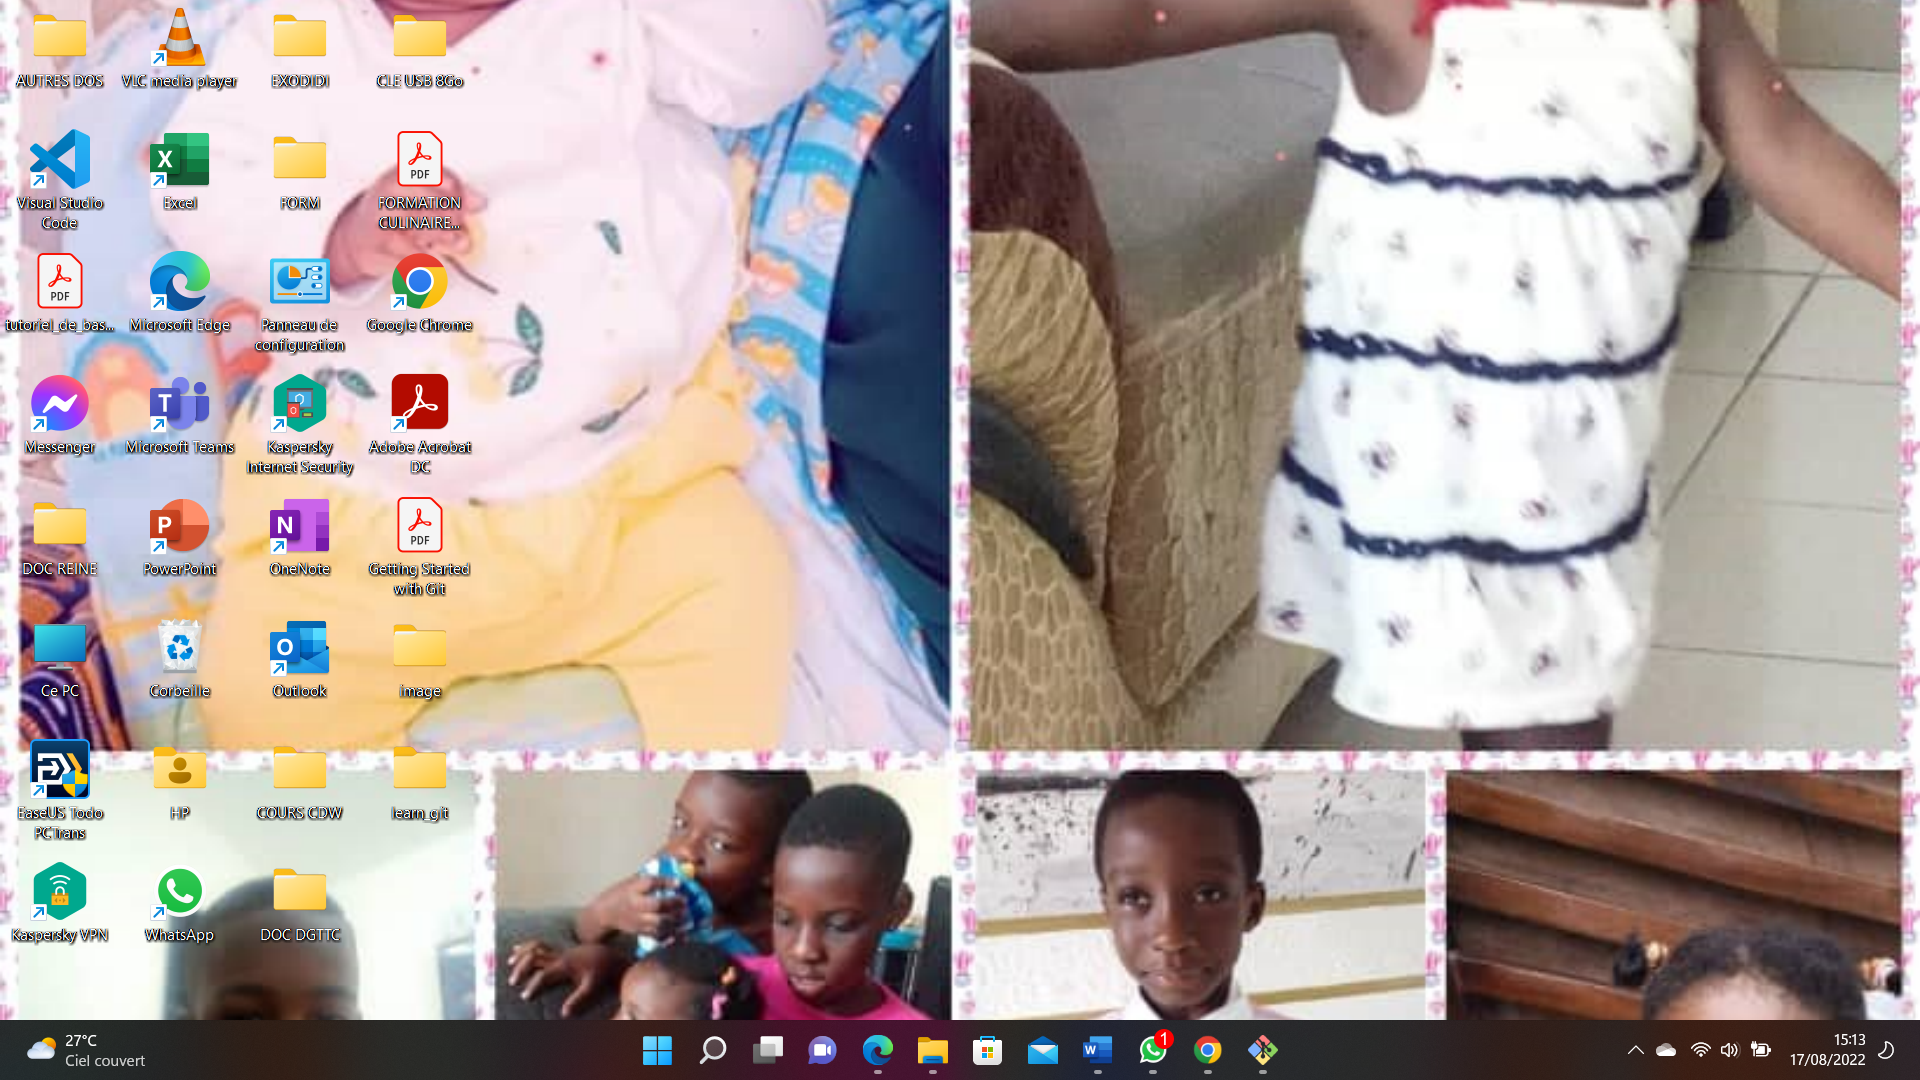 AUTRES DOS
VLC media player
EXODIDI
CLE USB 8Go
Visual Studio
Code
Excel
FORM
PDF
FORMATION
CULINAIRE...
PDF
tutoriel_de_bas...
Microsoft Edge
Panneau de
configuration
Google Chrome
Messenger
Microsoft Teams
Kaspersky
Internet Security
Adobe Acrobat
DC
DOC REINE
PowerPoint
OneNote
PDF
Getting Started
with Git
Ce PC
Corbeille
Outlook
image
EaseUS Todo
PCTrans
HP
COURS CDW
learn_git
Kaspersky VPN
WhatsApp
DOC DGTTC
27°C
Ciel couvert
1
15:13
17/08/2022